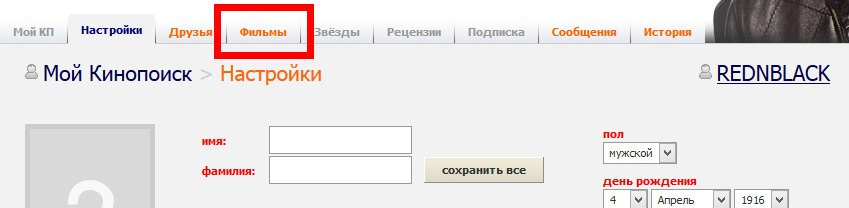 Мой КП Настройки Друзья Фильмы Звёзды Рецензии Подписка Сообщения История
Мой Кинопоиск > Настройки REDNBLACK
имя: пол
мужской
фамилия: сохранить все
день рождения
4 Апрель 1916